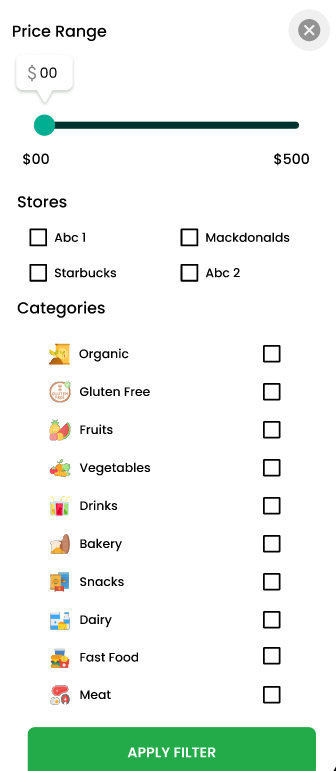 Price Range
$ 00
$00 $500
Stores
Abc 1 Mackdonalds
Starbucks Abc 2
Categories
Organic
Gluten Free
Fruits
Vegetables
Drinks
Bakery
Snacks
Dairy
Fast Food
Meat
APPLY FILTER